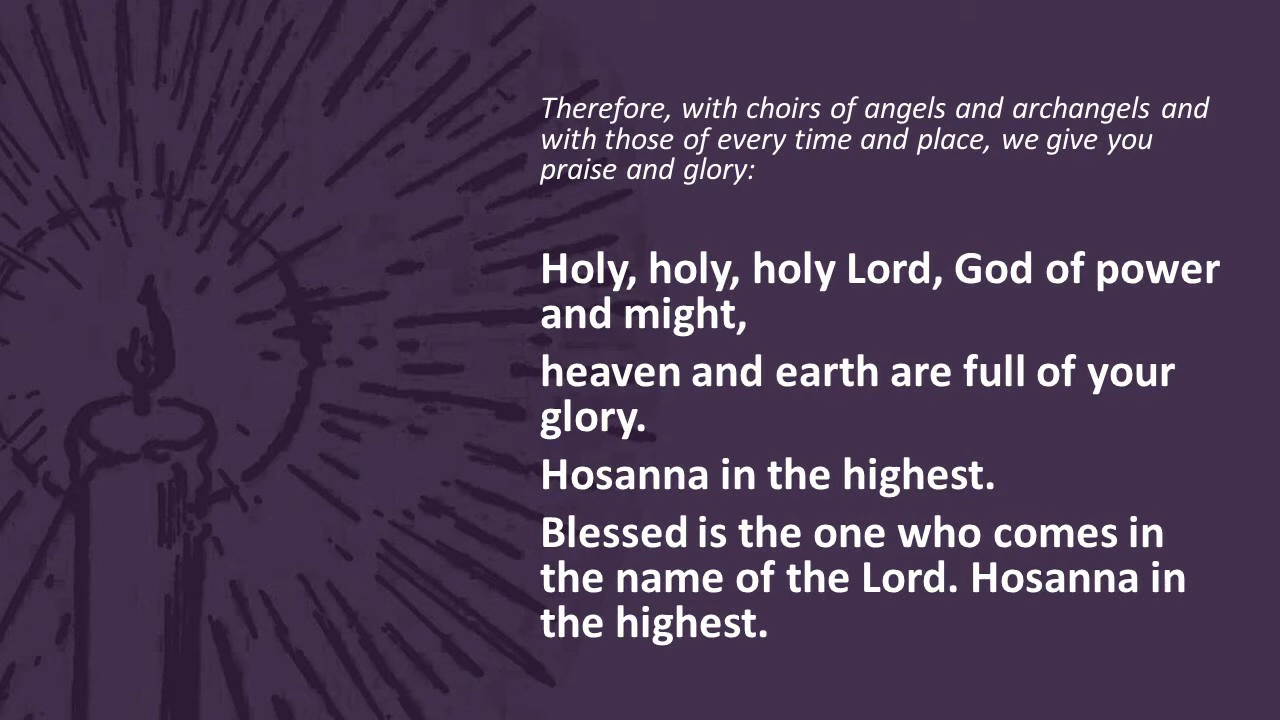 Therefore, with choirs of angels and archangels and
with those of every time and place, we give you
praise and glory:
Holy, holy, holy Lord, God of power
and might,
heaven and earth are full of your
glory.
Hosanna in the highest.
Blessed is the one who comes in
the name of the Lord. Hosanna in
the highest.